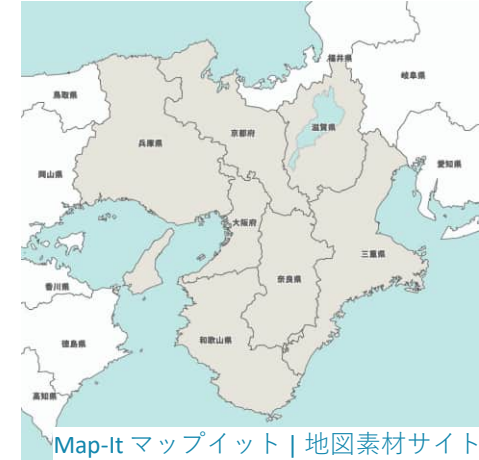 福井県
岐阜県
鳥取県
京都府
滋賀県
兵庫県
愛知県
岡山県
大阪府
三重県
奈良県
香川県
和歌山県
徳島県
高知県
Map-It マップイット | 地図素材サイト